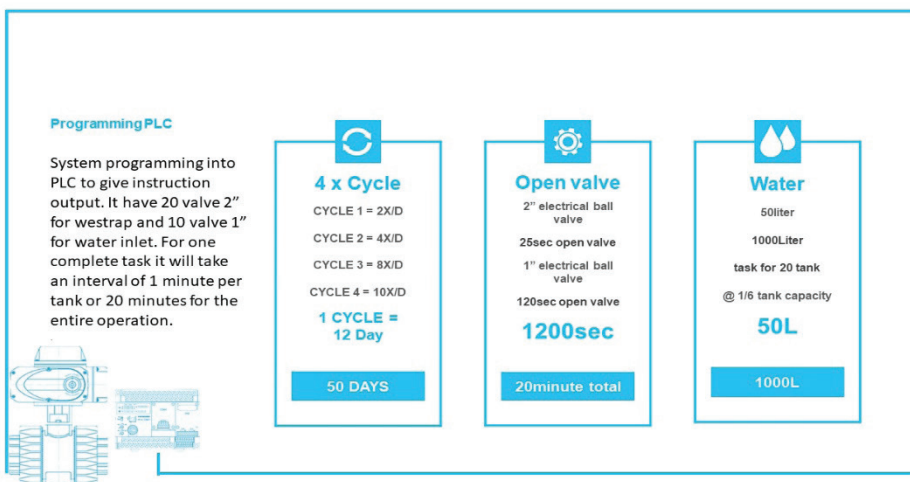 Programming PLC
System programming into
PLC to give instruction
output. It have 20 valve 2”
for westrap and 10 valve 1”
for water inlet. For one
complete task it will take
an interval of 1 minute per
tank or 20 minutes for the
entire operation.
4 x Cycle
CYCLE 1 = 2X/D
CYCLE 2 = 4X/D
CYCLE 3 = 8X/D
CYCLE 4 = 10X/D
1 CYCLE =
12 Day
50 DAYS
Open valve
2” electrical ball
valve
25sec open valve
1” electrical ball
valve
120sec open valve
1200sec
20minute total
Water
50liter
1000Liter
task for 20 tank
@ 1/6 tank capacity
50L
1000L